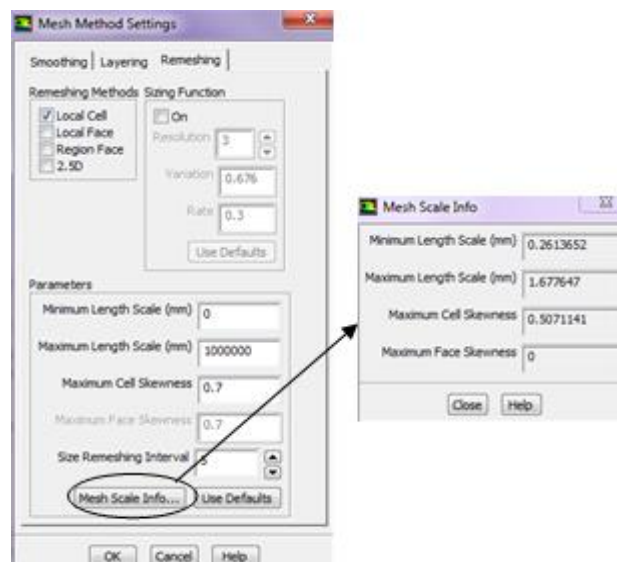 Mesh Method Settings
Smoothing Layering Remeshing
Remeshing Methods
Local Cell
Local Face
Region Face
2.5D
Sizing Function
On
Resolution 3
Variation 0.676
Rate 0.3
Use Defaults
Parameters
Minimum Length Scale (mm) 0
Maximum Length Scale (mm) 1000000
Maximum Cell Skewness 0.7
Maximum Face Skewness 0.7
Size Remeshing Interval 5
Mesh Scale Info... Use Defaults
OK Cancel Help
Mesh Scale Info
Minimum Length Scale (mm) 0.2613652
Maximum Length Scale (mm) 1.677647
Maximum Cell Skewness 0.5071141
Maximum Face Skewness 0
Close Help